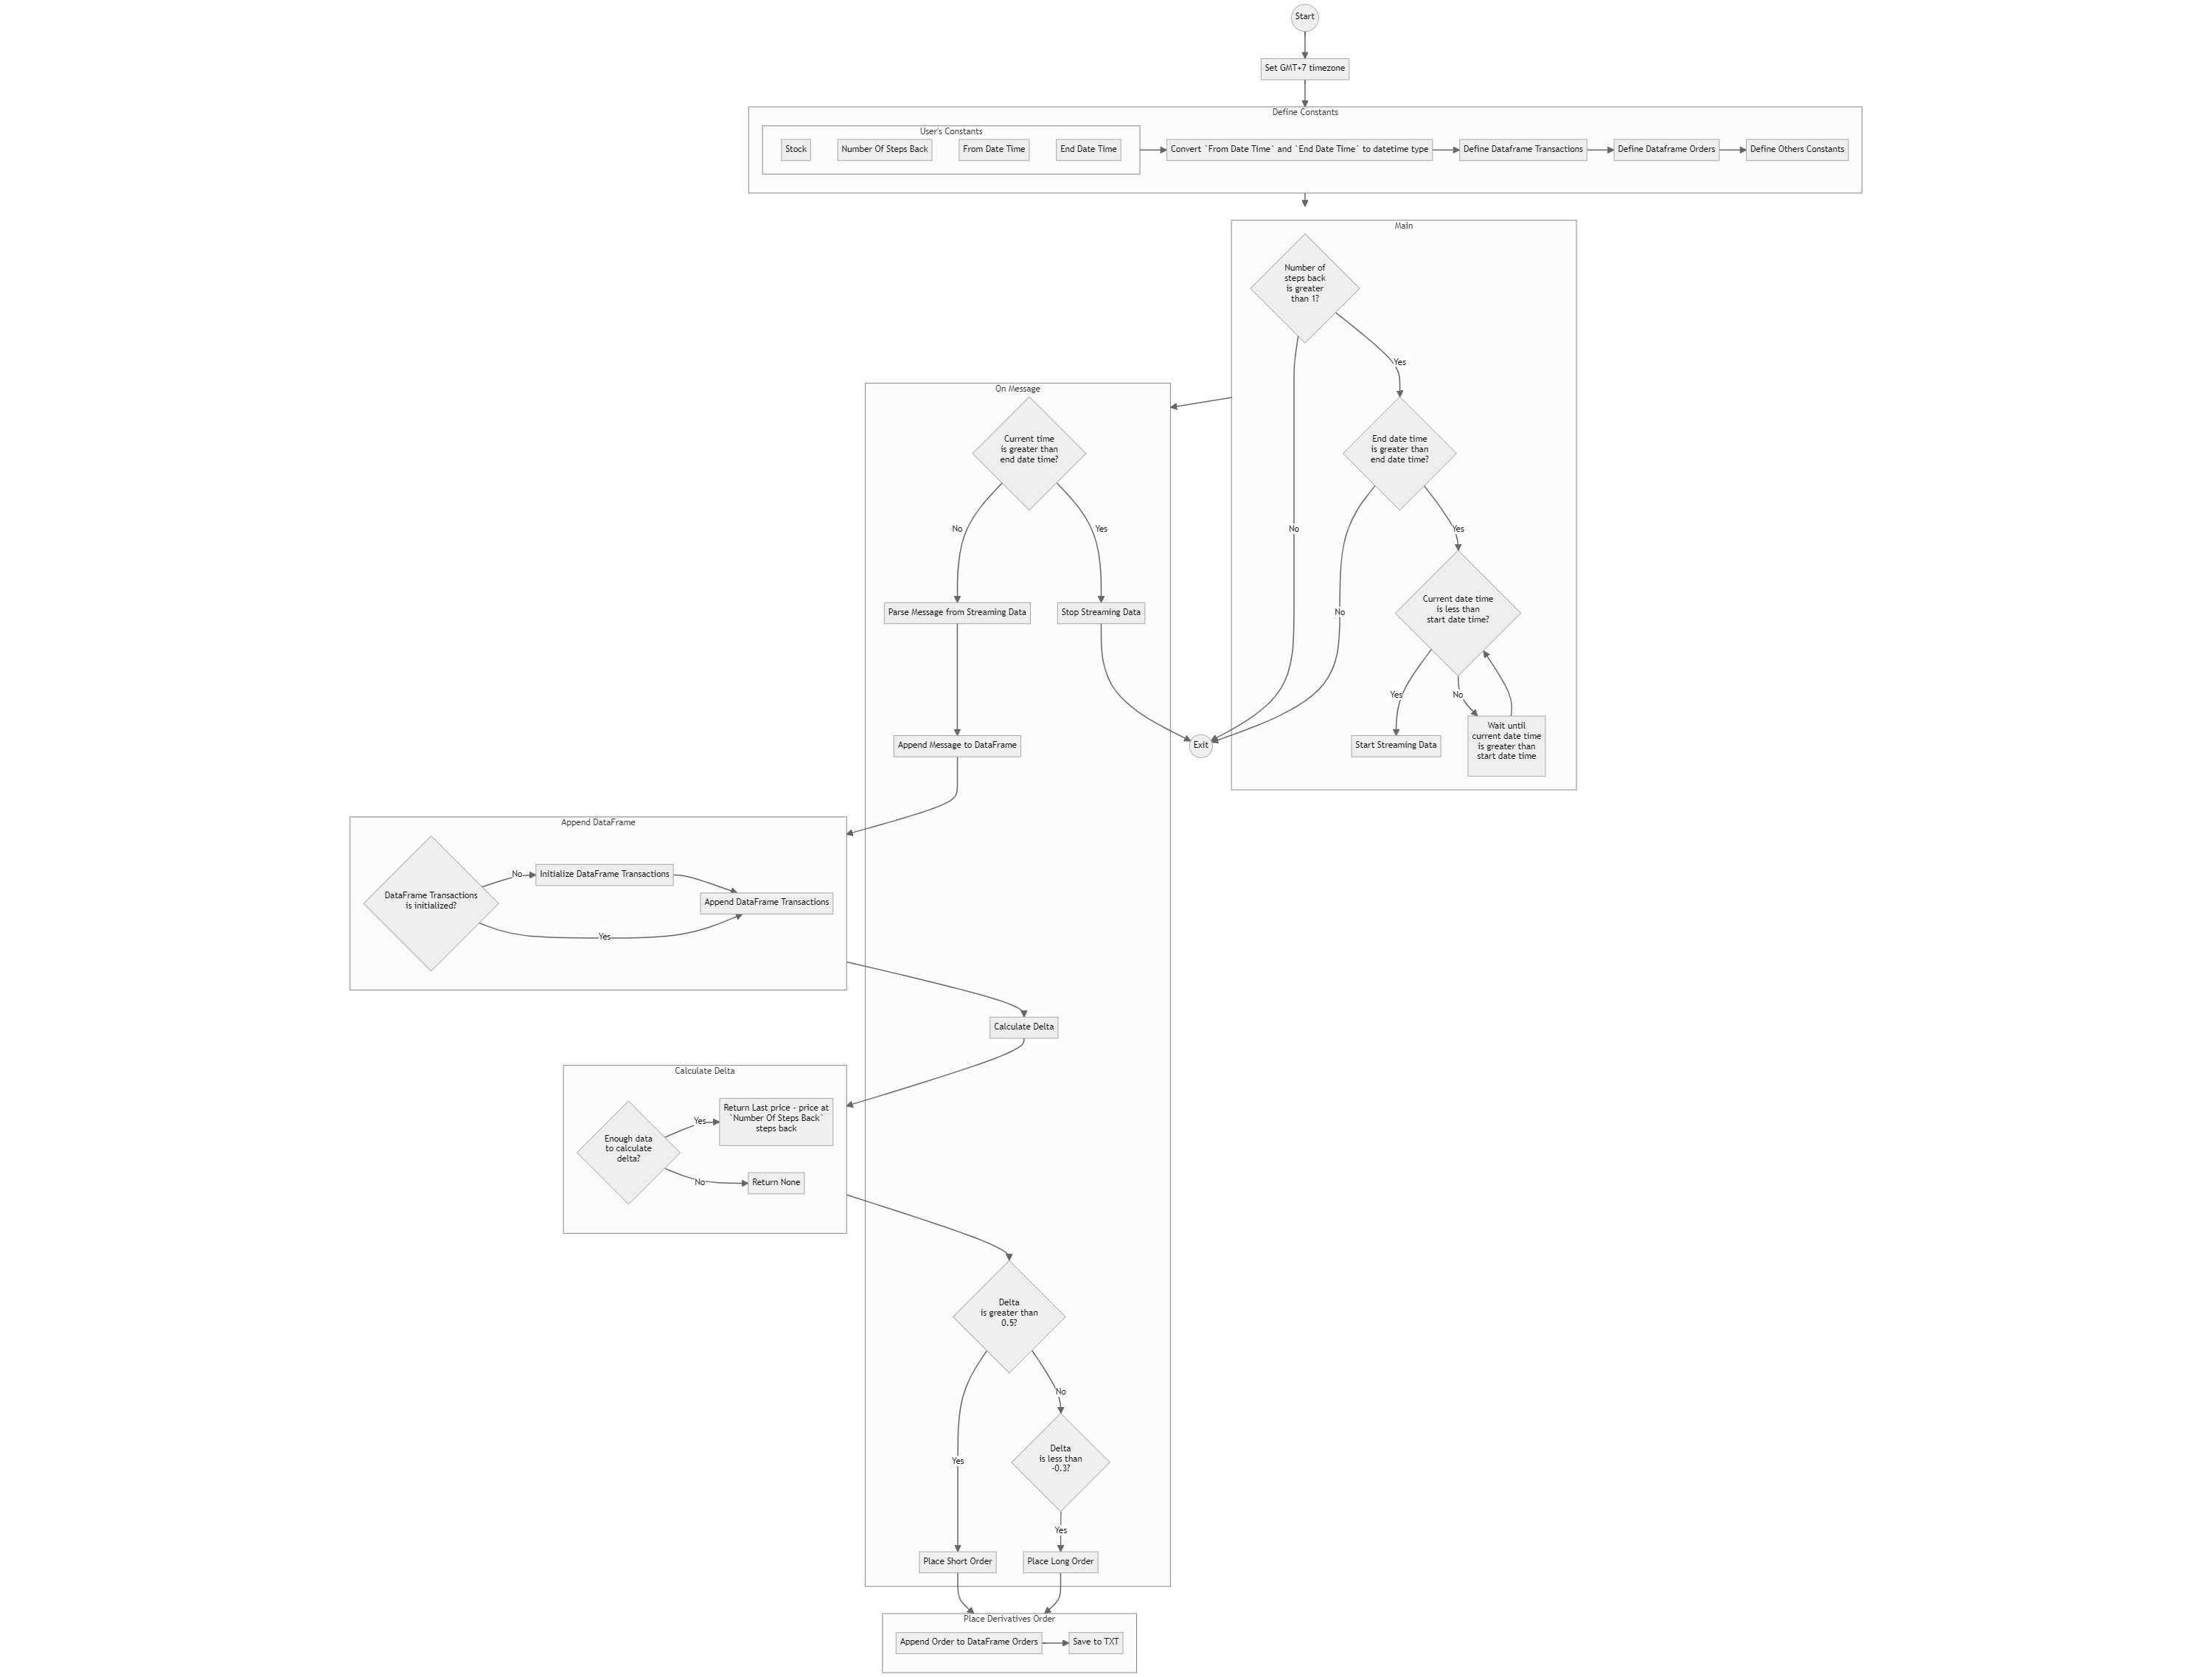 Start
Set GMT+7 timezone
Define Constants
User's Constants
Stock
Number Of Steps Back
From Date Time
End Date Time
Convert `From Date Time` and `End Date Time` to datetime type
Define Dataframe Transactions
Define Dataframe Orders
Define Others Constants
Main
Number of
steps back
is greater
than 1?
Yes
No
End date time
is greater than
end date time?
Yes
No
Current date time
is less than
start date time?
Yes
No
Start Streaming Data
Wait until
current date time
is greater than
start date time
Exit
On Message
Current time
is greater than
end date time?
No
Yes
Parse Message from Streaming Data
Stop Streaming Data
Append Message to DataFrame
Append DataFrame
DataFrame Transactions
is initialized?
No
Initialize DataFrame Transactions
Append DataFrame Transactions
Yes
Calculate Delta
Calculate Delta
Enough data
to calculate
delta?
Yes
Return Last price - price at
`Number Of Steps Back`
steps back
No
Return None
Delta
is greater than
0.5?
No
Yes
Delta
is less than
-0.3?
Yes
Place Short Order
Place Long Order
Place Derivatives Order
Append Order to DataFrame Orders
Save to TXT